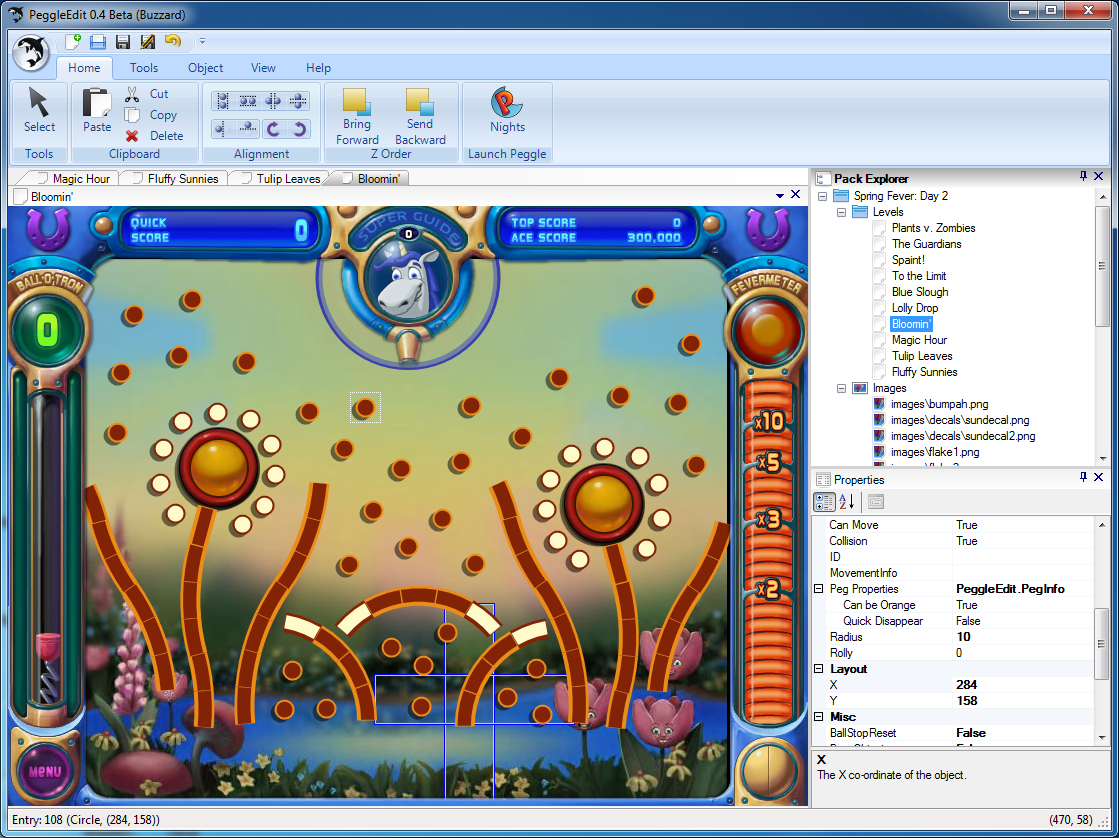 PeggleEdit 0.4 Beta (Buzzard)
Home Tools Object View Help
Select
Tools
Paste
Cut
Copy
Delete
Clipboard
Alignment
Bring Forward
Send Backward
Z Order
Nights
Launch Peggle
Magic Hour Fluffy Sunnies Tulip Leaves Bloomin'
Bloomin'
QUICK SCORE 0
SUPER GUIDE
0
TOP SCORE 0
ACE SCORE 300,000
BALL-O-TRON
0
FEVERMETER
x10
x5
x3
x2
MENU
Pack Explorer
Spring Fever: Day 2
Levels
Plants v. Zombies
The Guardians
Spaint!
To the Limit
Blue Slough
Lolly Drop
Bloomin'
Magic Hour
Tulip Leaves
Fluffy Sunnies
Images
images\bumpah.png
images\decals\sundecal.png
images\decals\sundecal2.png
images\flake1.png
Properties
Can Move True
Collision True
ID
MovementInfo
Peg Properties PeggleEdit.PegInfo
Can be Orange True
Quick Disappear False
Radius 10
Rolly 0
Layout
X 284
Y 158
Misc
BallStopReset False
X
The X co-ordinate of the object.
Entry: 108 (Circle, (284, 158))
(470, 58)